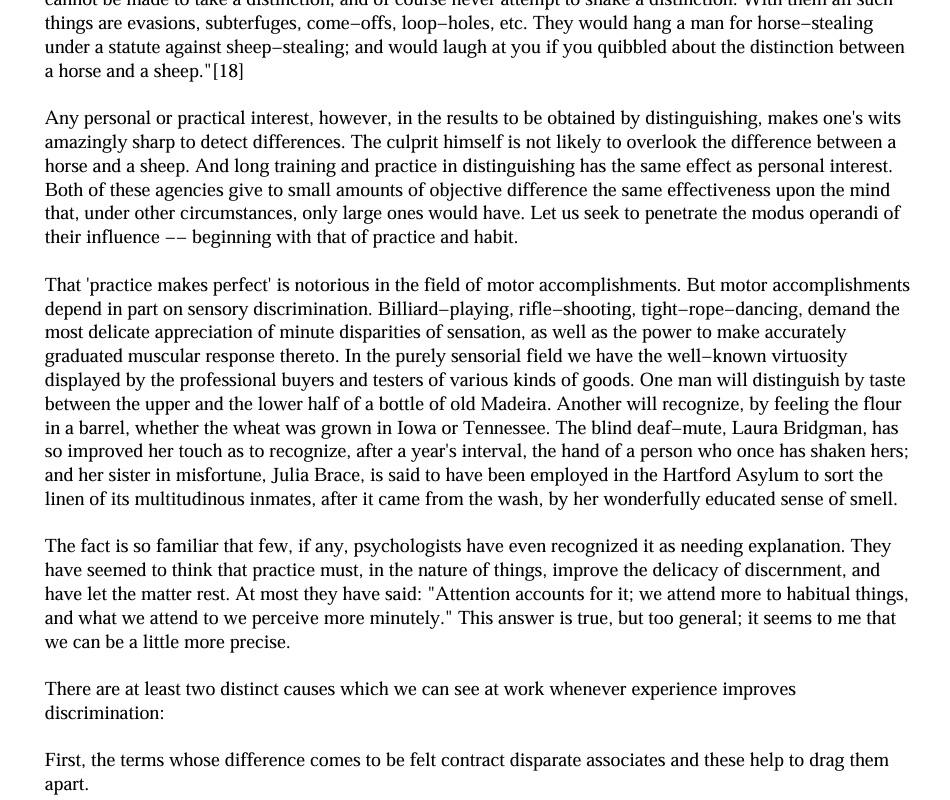 cannot be made to take a distinction, and of course never attempt to shake a distinction. With them all such
things are evasions, subterfuges, come−offs, loop−holes, etc. They would hang a man for horse−stealing
under a statute against sheep−stealing; and would laugh at you if you quibbled about the distinction between
a horse and a sheep."[18]
Any personal or practical interest, however, in the results to be obtained by distinguishing, makes one's wits
amazingly sharp to detect differences. The culprit himself is not likely to overlook the difference between a
horse and a sheep. And long training and practice in distinguishing has the same effect as personal interest.
Both of these agencies give to small amounts of objective difference the same effectiveness upon the mind
that, under other circumstances, only large ones would have. Let us seek to penetrate the modus operandi of
their influence −− beginning with that of practice and habit.
That 'practice makes perfect' is notorious in the field of motor accomplishments. But motor accomplishments
depend in part on sensory discrimination. Billiard−playing, rifle−shooting, tight−rope−dancing, demand the
most delicate appreciation of minute disparities of sensation, as well as the power to make accurately
graduated muscular response thereto. In the purely sensorial field we have the well−known virtuosity
displayed by the professional buyers and testers of various kinds of goods. One man will distinguish by taste
between the upper and the lower half of a bottle of old Madeira. Another will recognize, by feeling the flour
in a barrel, whether the wheat was grown in Iowa or Tennessee. The blind deaf−mute, Laura Bridgman, has
so improved her touch as to recognize, after a year's interval, the hand of a person who once has shaken hers;
and her sister in misfortune, Julia Brace, is said to have been employed in the Hartford Asylum to sort the
linen of its multitudinous inmates, after it came from the wash, by her wonderfully educated sense of smell.
The fact is so familiar that few, if any, psychologists have even recognized it as needing explanation. They
have seemed to think that practice must, in the nature of things, improve the delicacy of discernment, and
have let the matter rest. At most they have said: "Attention accounts for it; we attend more to habitual things,
and what we attend to we perceive more minutely." This answer is true, but too general; it seems to me that
we can be a little more precise.
There are at least two distinct causes which we can see at work whenever experience improves
discrimination:
First, the terms whose difference comes to be felt contract disparate associates and these help to drag them
apart.